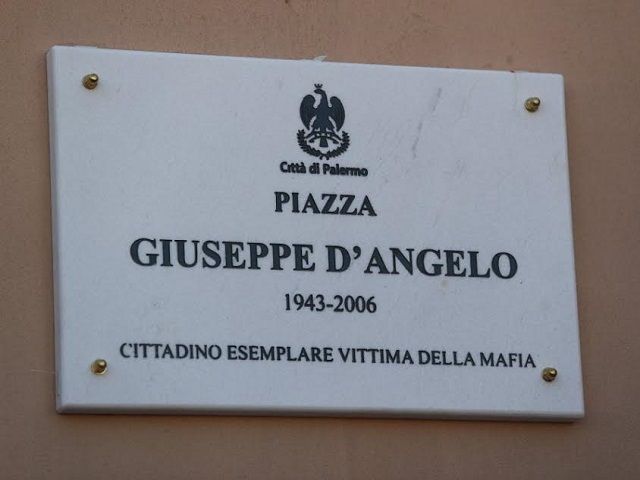 Città di Palermo
PIAZZA
GIUSEPPE D'ANGELO
1943-2006
CITTADINO ESEMPLARE VITTIMA DELLA MAFIA